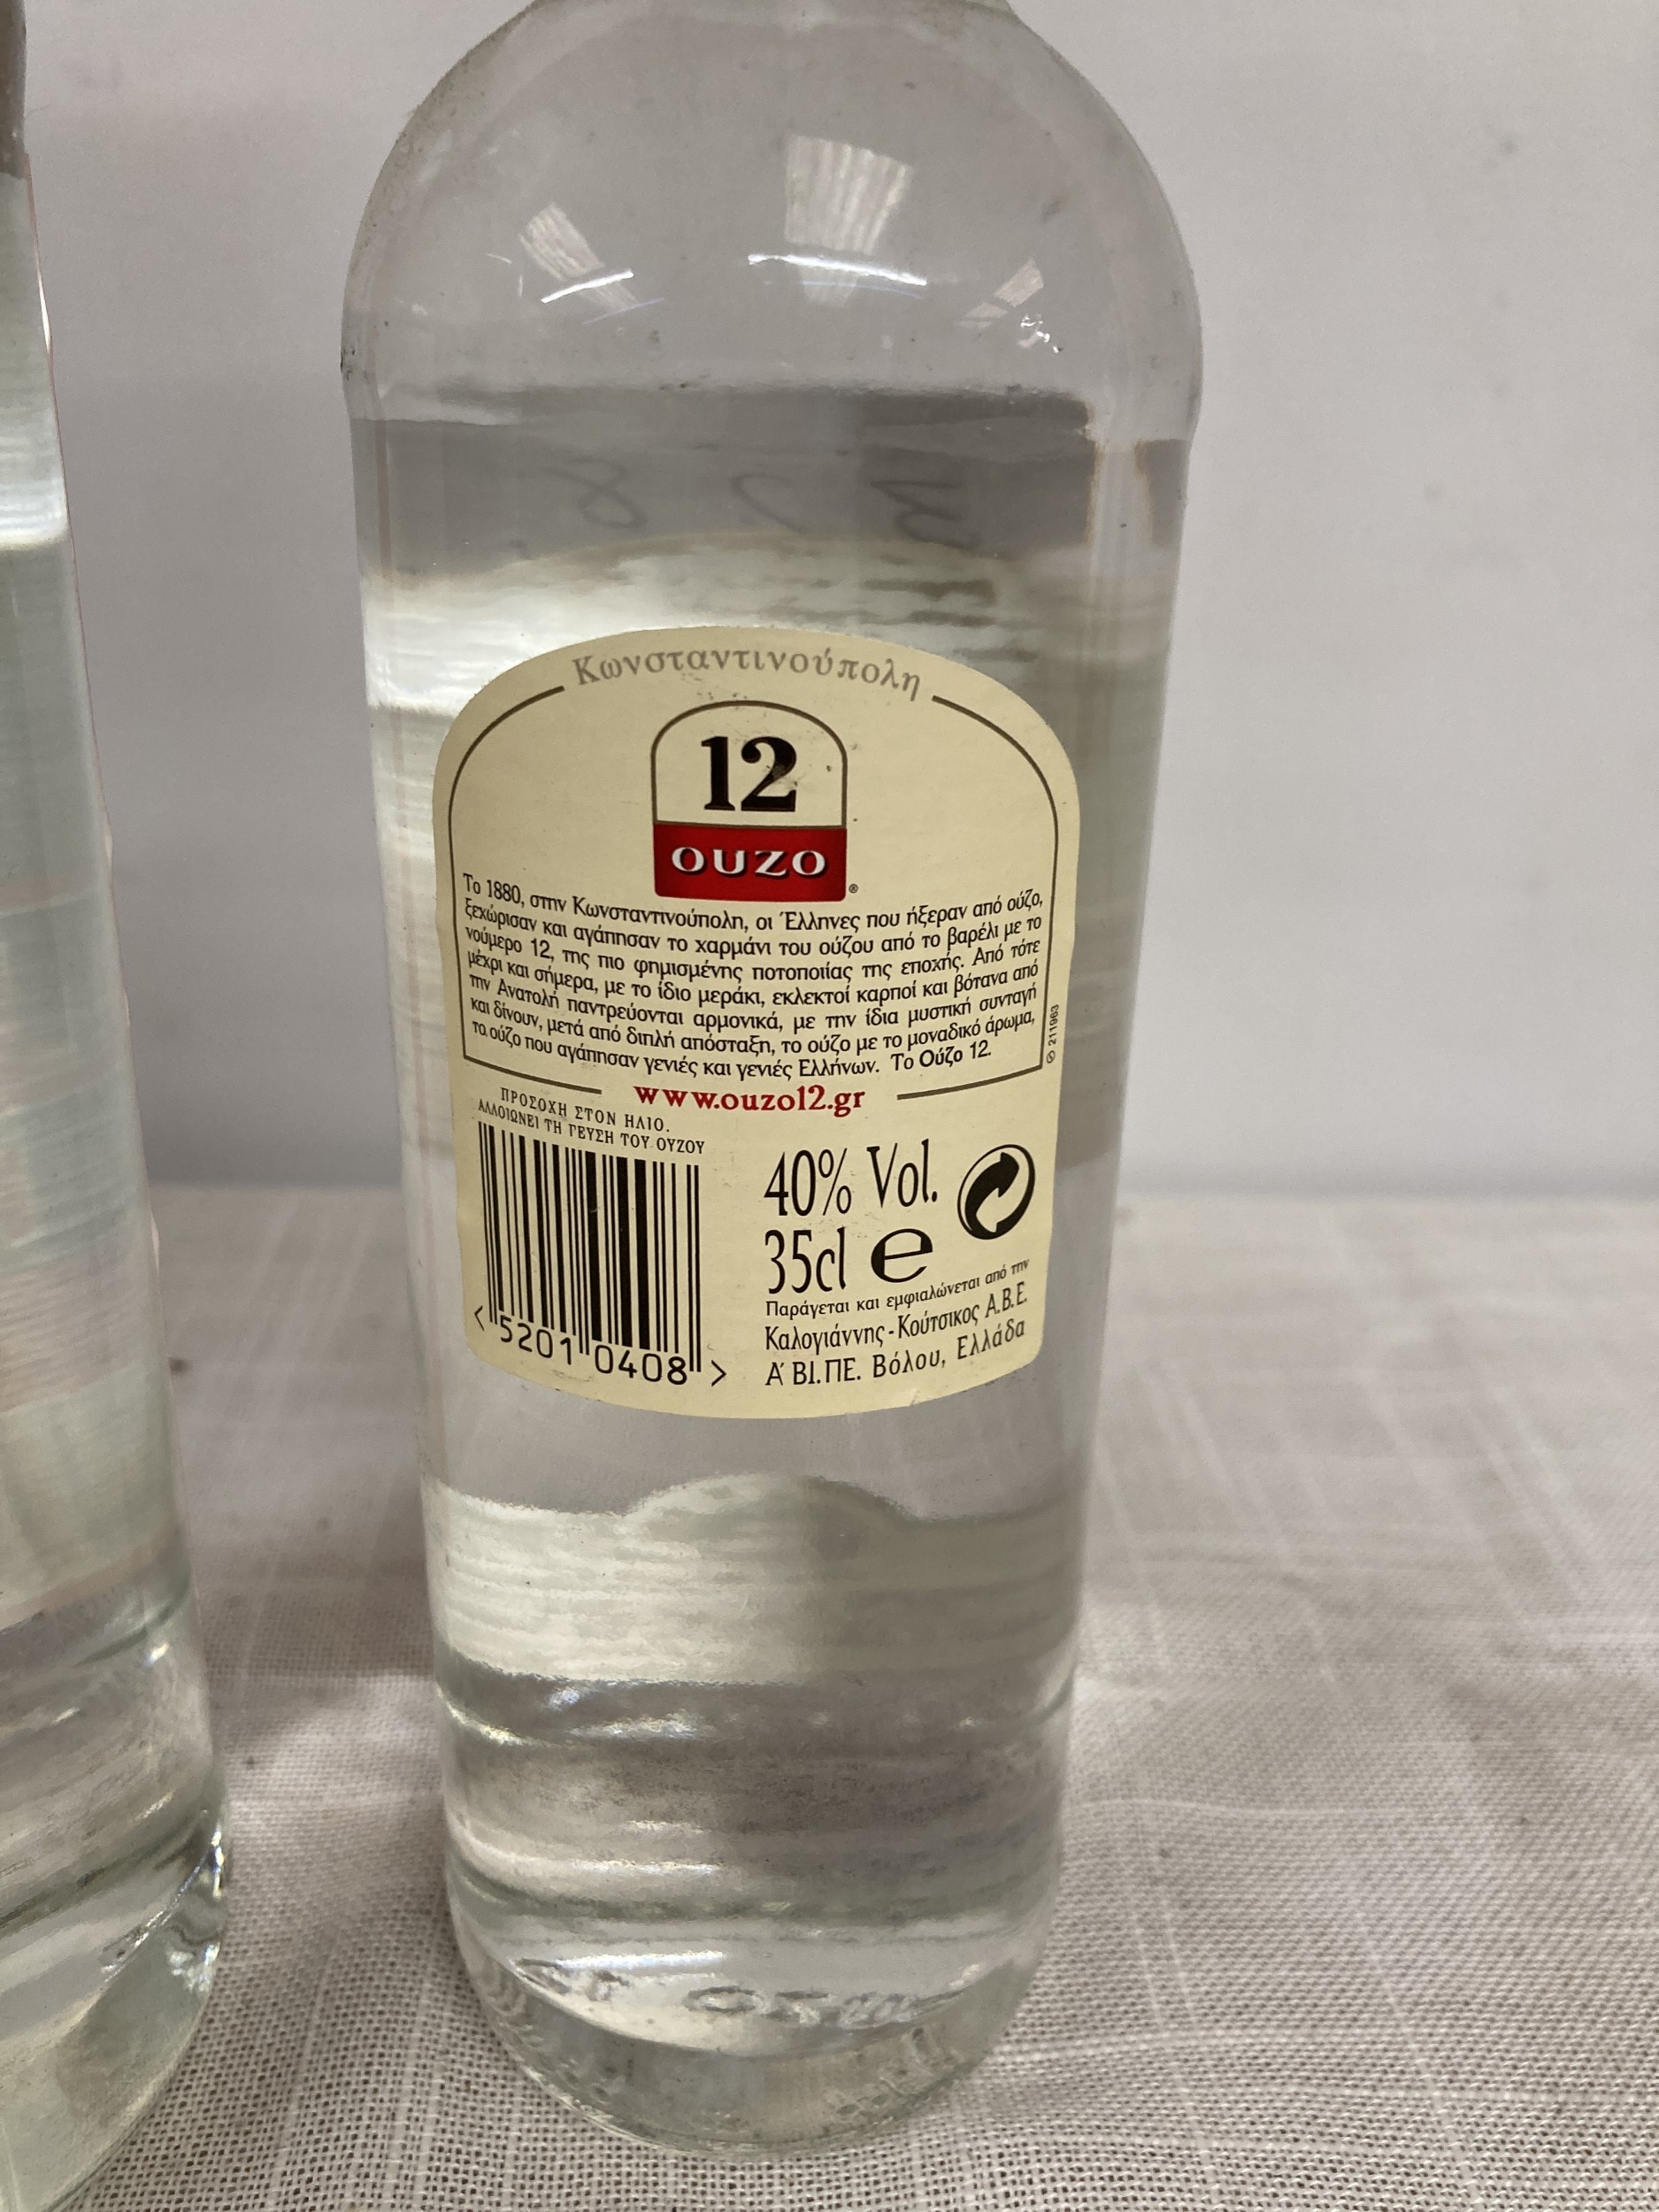 Κωνσταντινούπολη
12
OUZO
®
Το 1880, στην Κωνσταντινούπολη, οι Έλληνες που ήξεραν από ούζο,
ξεχώρισαν και αγάπησαν το χαρμάνι του ούζου από το βαρέλι με το
νούμερο 12, της πιο φημισμένης ποτοποιίας της εποχής. Από τότε
μέχρι και σήμερα, με το ίδιο μεράκι, εκλεκτοί καρποί και βότανα από
την Ανατολή παντρεύονται αρμονικά, με την ίδια μυστική συνταγή
και δίνουν, μετά από διπλή απόσταξη, το ούζο με το μοναδικό άρωμα,
το ούζο που αγάπησαν γενιές και γενιές Ελλήνων. Το Ούζο 12.
211963
www.ouzo12.gr
ΠΡΟΣΟΧΗ ΣΤΟΝ ΗΛΙΟ.
ΑΛΛΟΙΩΝΕΙ ΤΗ ΓΕΥΣΗ ΤΟΥ ΟΥΖΟΥ
40% Vol.
35cl e
Παράγεται και εμφιαλώνεται από την
Καλογιάννης - Κούτσικος Α.Β.Ε.
Α΄ ΒΙ.ΠΕ. Βόλου, Ελλάδα
<5201 0408>